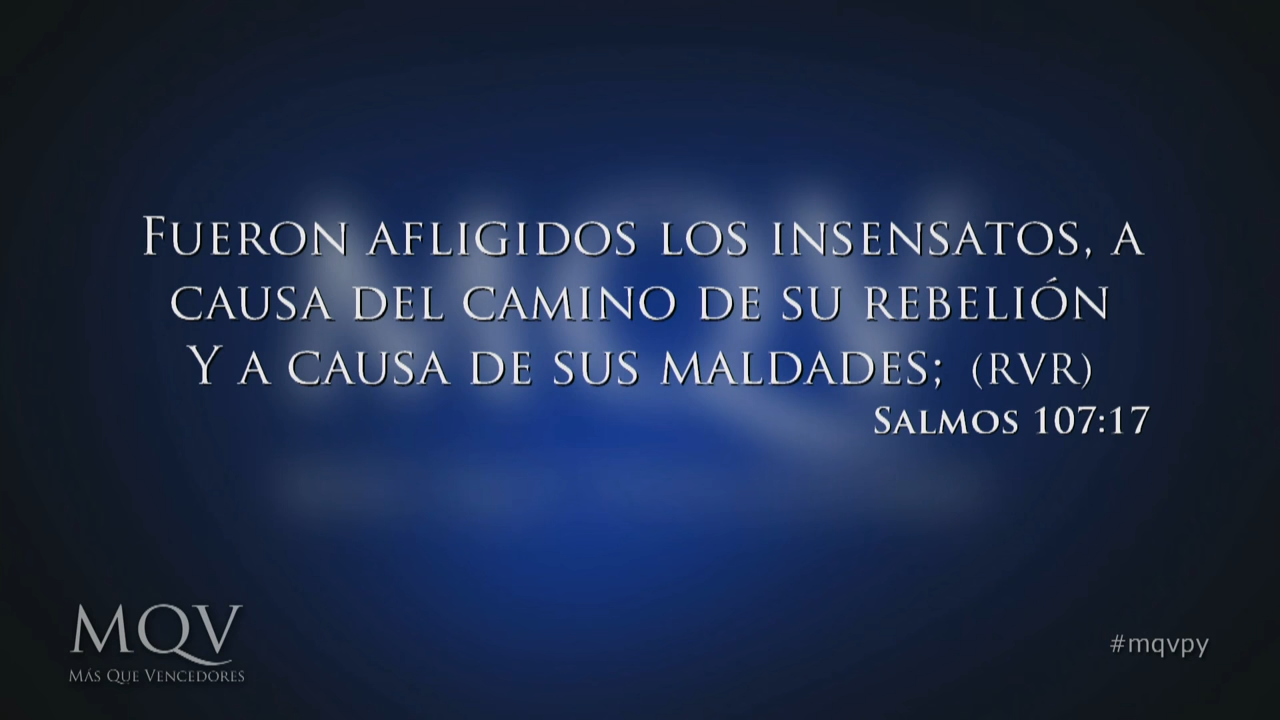 Fueron afligidos los insensatos, a
causa del camino de su rebelión
Y a causa de sus maldades; (RVR)
Salmos 107:17
MQV
Más Que Vencedores
#mqvpy